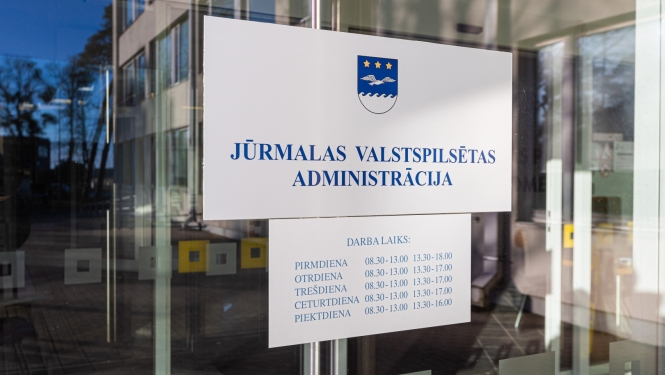 JŪRMALAS VALSTSPILSĒTAS
ADMINISTRĀCIJA
DARBA LAIKS:
PIRMDIENA 08.30-13.00 13.30-18.00
OTRDIENA 08.30-13.00 13.30-17.00
TREŠDIENA 08.30-13.00 13.30-17.00
CETURTDIENA 08.30-13.00 13.30-17.00
PIEKTDIENA 08.30-13.00 13.30-16.00